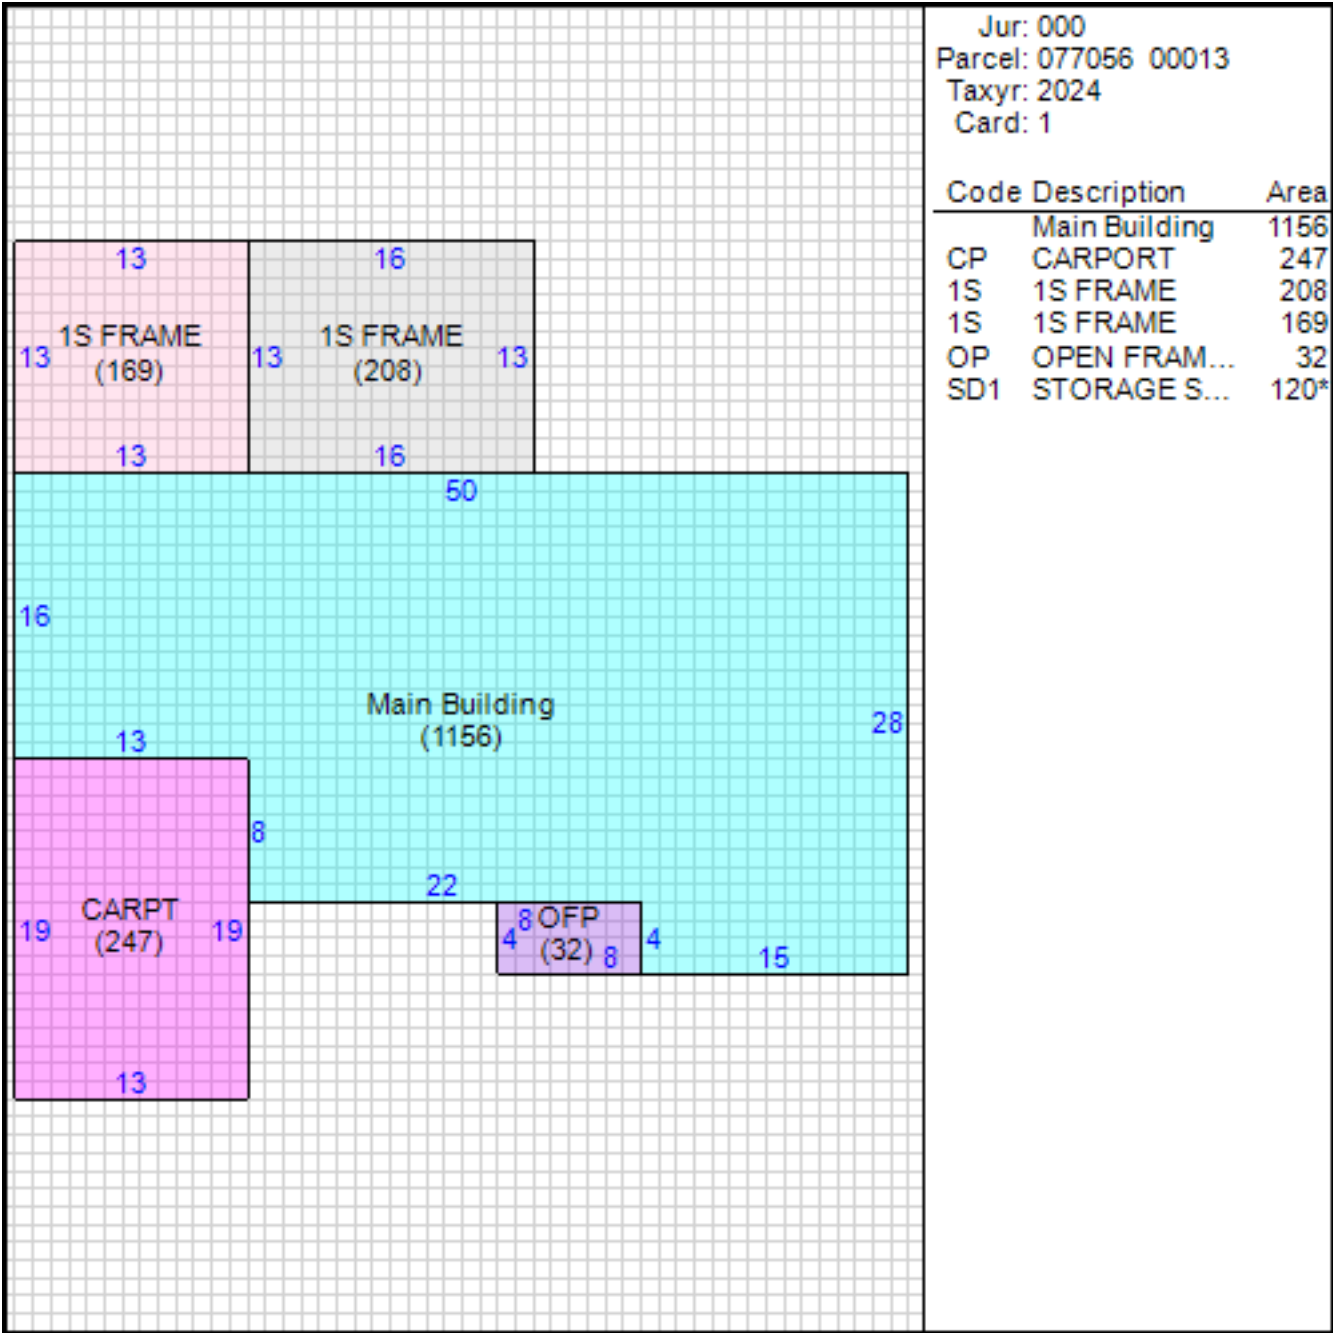 Jur: 000
Parcel: 077056 00013
Taxyr: 2024
Card: 1
Code Description Area
Main Building 1156
CP CARPORT 247
1S 1S FRAME 208
1S 1S FRAME 169
OP OPEN FRAM... 32
SD1 STORAGE S... 120*
13 16
1S FRAME 1S FRAME
13 (169) 13 (208) 13
13 16
50
16
Main Building
(1156)
28
13
8
22
CARPT
(247)
19 19
8 OFP
4 (32) 8 4
15
13